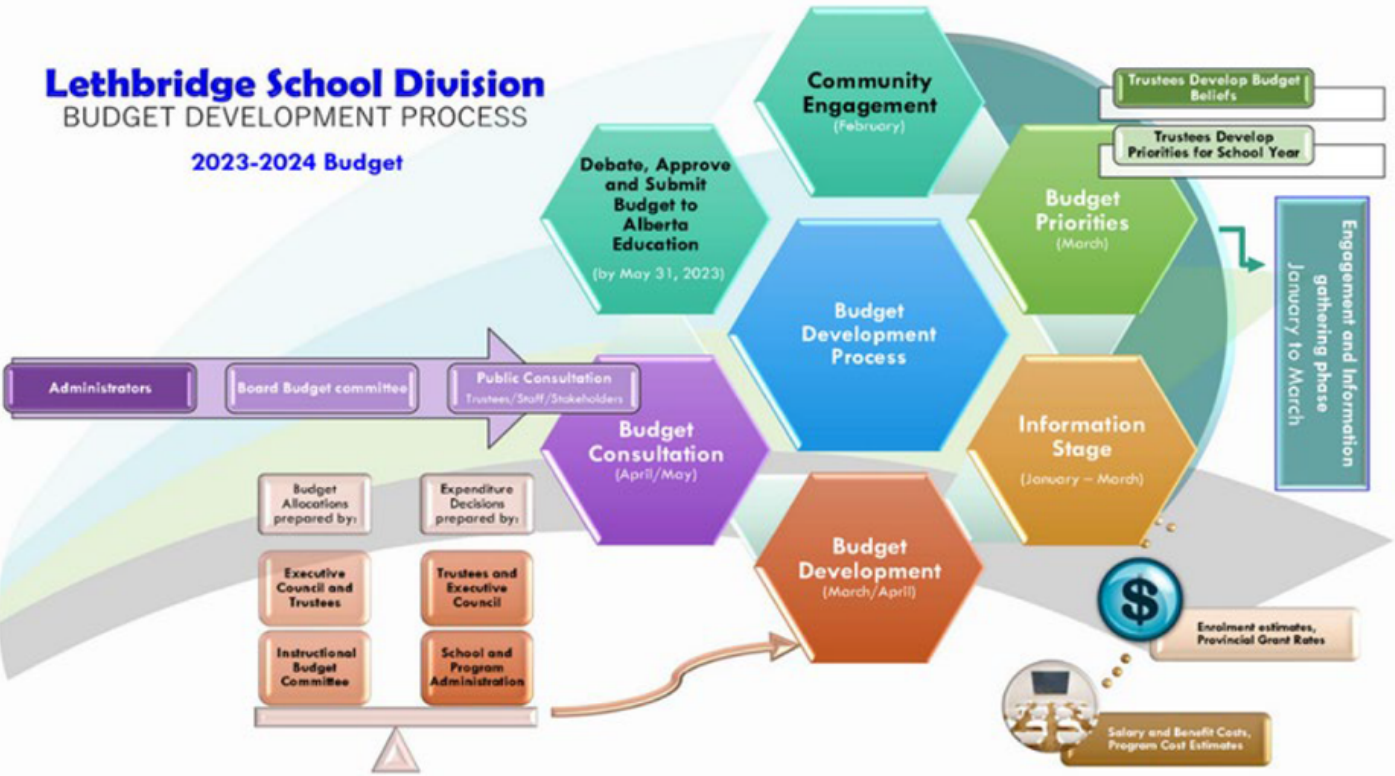 Lethbridge School Division
BUDGET DEVELOPMENT PROCESS
2023-2024 Budget
Community
Engagement
(February)
Trustees Develop Budget
Beliefs
Trustees Develop
Priorities for School Year
Budget
Priorities
(March)
Engagement and Information
gathering phase
January to March
Debate, Approve
and Submit
Budget to
Alberta
Education
(by May 31, 2023)
Budget
Development
Process
Administrators
Board Budget committee
Public Consultation
Trustees/Staff/Stakeholders
Budget
Consultation
(April/May)
Information
Stage
(January – March)
Budget
Allocations
prepared by:
Expenditure
Decisions
prepared by:
Executive
Council and
Trustees
Trustees and
Executive
Council
Instructional
Budget
Committee
School and
Program
Administration
Budget
Development
(March/April)
$
Enrolment estimates,
Provincial Grant Rates
Salary and Benefit Costs,
Program Cost Estimates